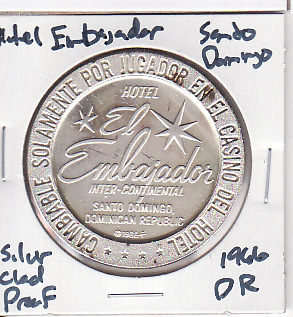 Hotel Embajador
Santo
Domingo
CAMBIABLE SOLAMENTE POR JUGADOR EN EL CASINO DEL HOTEL
HOTEL
El
Embajador
INTER-CONTINENTAL
SANTO DOMINGO,
DOMINICAN REPUBLIC
Silver
Clad
Proof
1966
DR